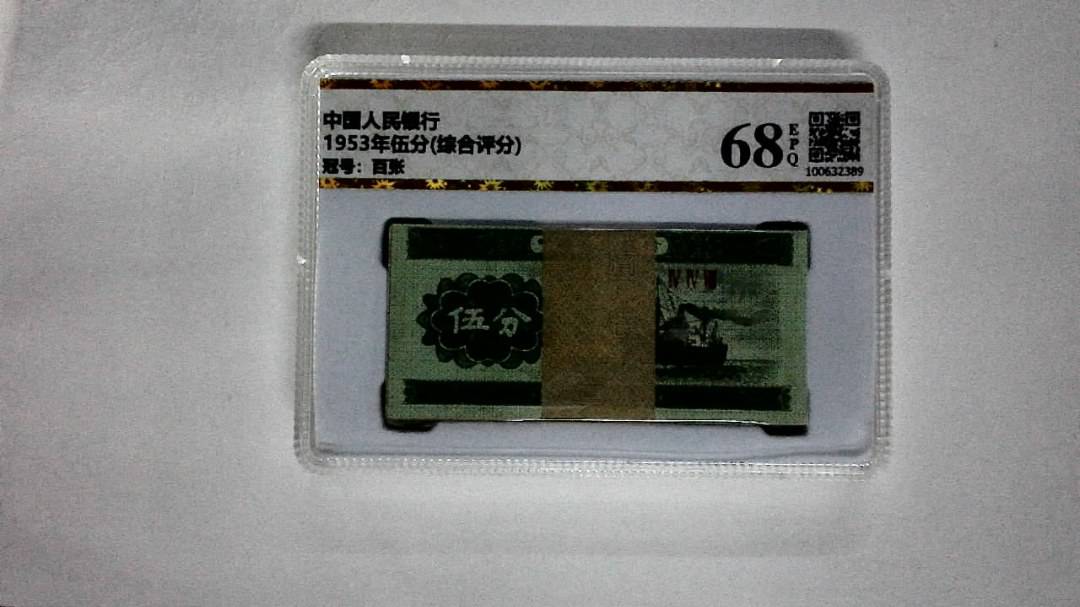 中国人民银行
1953年伍分(综合评分)
冠号：百张
68
EPQ
100632389
伍分